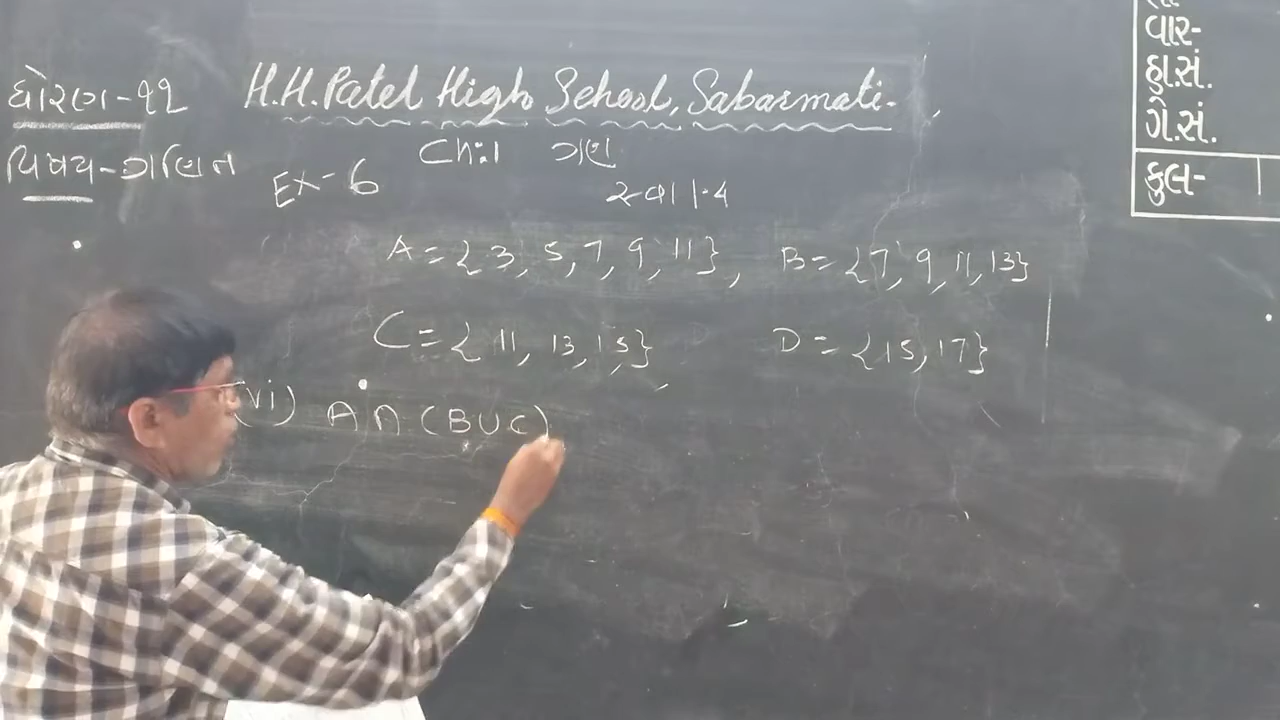 ધોરણ-૧૧
H.H.Patel High School, Sabarmati.
વિષય-ગણિત
Ch:1 ગણ
Ex-6
સ્વા 1.4
A = {3, 5, 7, 9, 11}, B = {7, 9, 11, 13}
C = {11, 13, 15}, D = {15, 17}
(vi) A ∩ (B ∪ C)
વાર-
હા.સં.
ગે.સં.
કુલ-